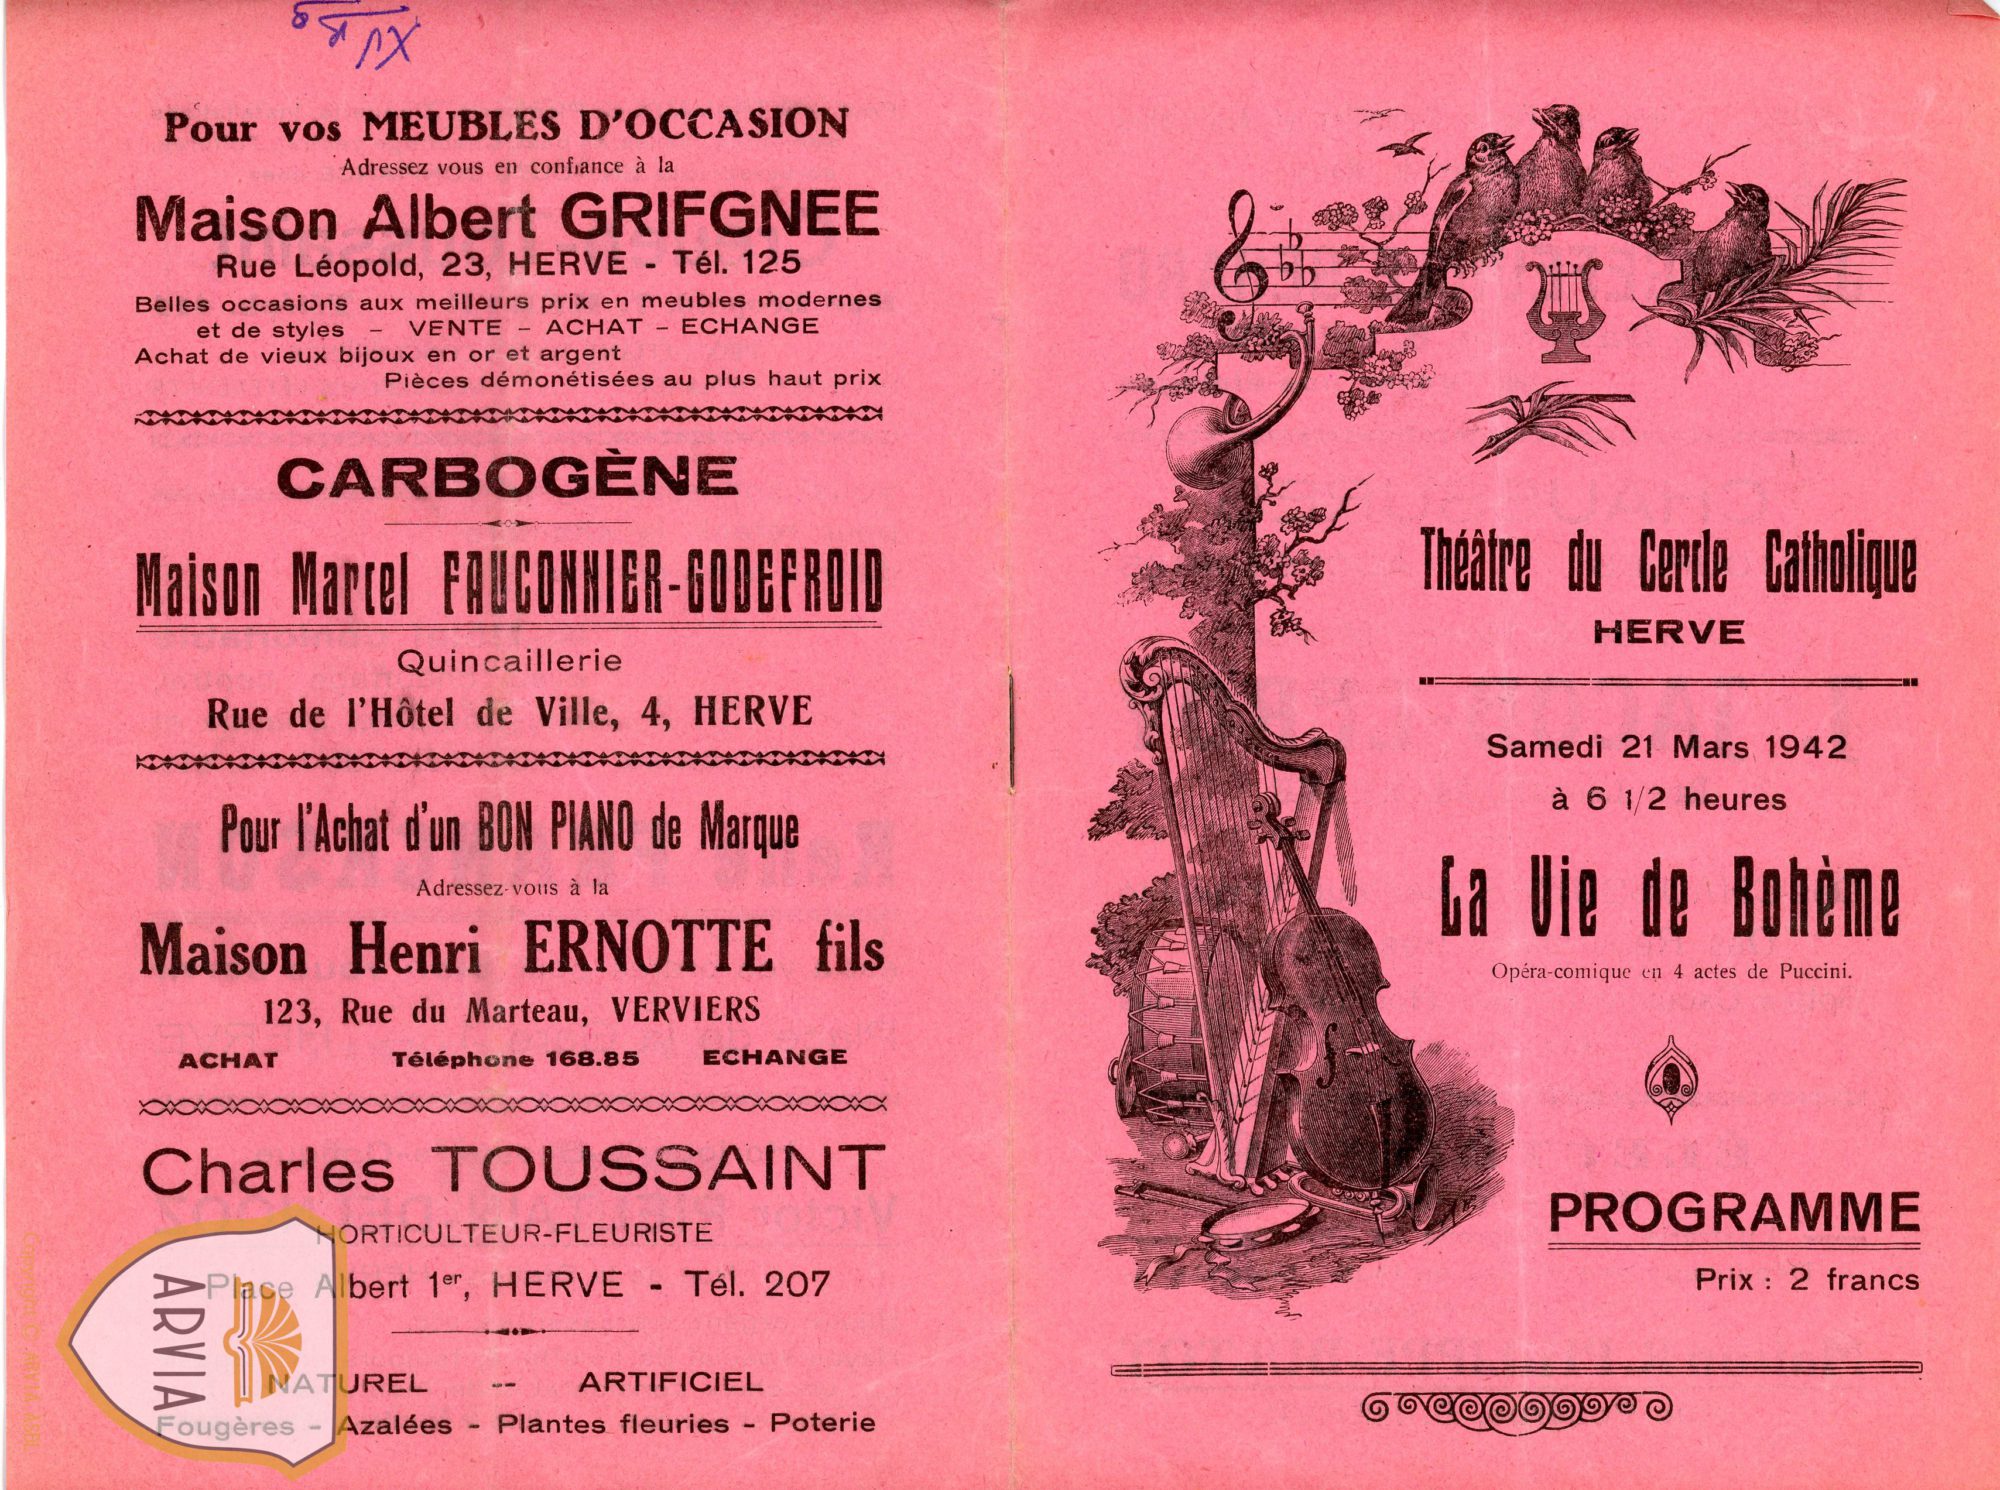 Pour vos MEUBLES D'OCCASION
Adressez vous en confiance à la
Maison Albert GRIFGNEE
Rue Léopold, 23, HERVE - Tél. 125
Belles occasions aux meilleurs prix en meubles modernes
et de styles - VENTE - ACHAT - ECHANGE
Achat de vieux bijoux en or et argent
Pièces démonétisées au plus haut prix
CARBOGÈNE
Maison Marcel FAUCONNIER-GODEFROID
Quincaillerie
Rue de l'Hôtel de Ville, 4, HERVE
Pour l'Achat d'un BON PIANO de Marque
Adressez-vous à la
Maison Henri ERNOTTE fils
123, Rue du Marteau, VERVIERS
ACHAT Téléphone 168.85 ECHANGE
Charles TOUSSAINT
HORTICULTEUR-FLEURISTE
Place Albert 1er, HERVE - Tél. 207
NATUREL -- ARTIFICIEL
Fougères - Azalées - Plantes fleuries - Poterie
ARVIA
Théâtre du Cercle Catholique
HERVE
Samedi 21 Mars 1942
à 6 1/2 heures
La Vie de Bohème
Opéra-comique en 4 actes de Puccini.
PROGRAMME
Prix : 2 francs